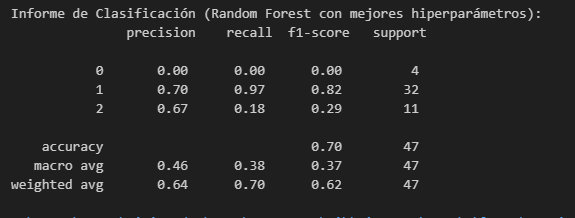 Informe de Clasificación (Random Forest con mejores hiperparámetros):
precision recall f1-score support
0 0.00 0.00 0.00 4
1 0.70 0.97 0.82 32
2 0.67 0.18 0.29 11
accuracy 0.70 47
macro avg 0.46 0.38 0.37 47
weighted avg 0.64 0.70 0.62 47